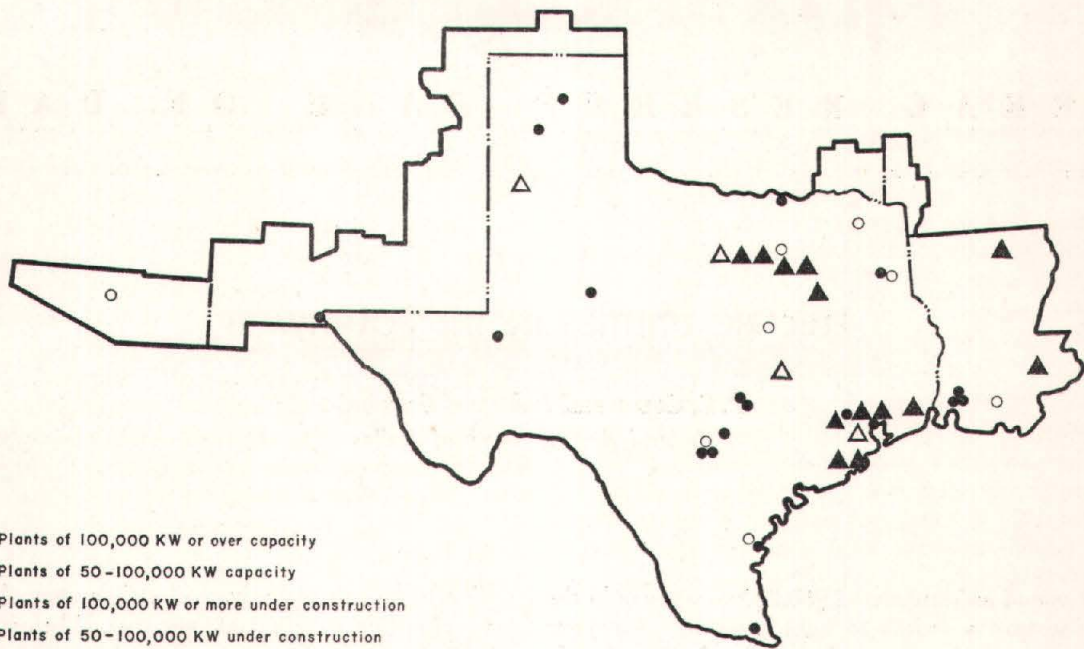 Plants of 100,000 KW or over capacity
Plants of 50-100,000 KW capacity
Plants of 100,000 KW or more under construction
Plants of 50-100,000 KW under construction